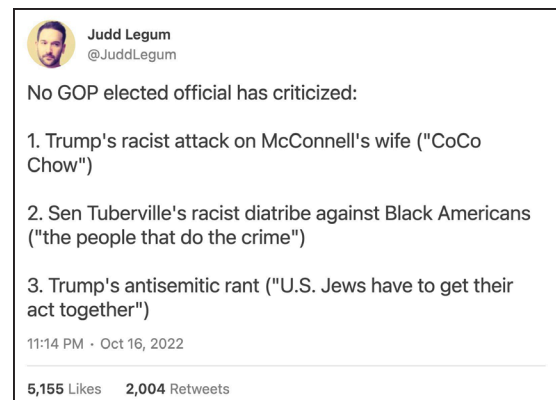 Judd Legum
@JuddLegum
No GOP elected official has criticized:
1. Trump's racist attack on McConnell's wife ("CoCo
Chow")
2. Sen Tuberville's racist diatribe against Black Americans
("the people that do the crime")
3. Trump's antisemitic rant ("U.S. Jews have to get their
act together")
11:14 PM · Oct 16, 2022
5,155 Likes 2,004 Retweets